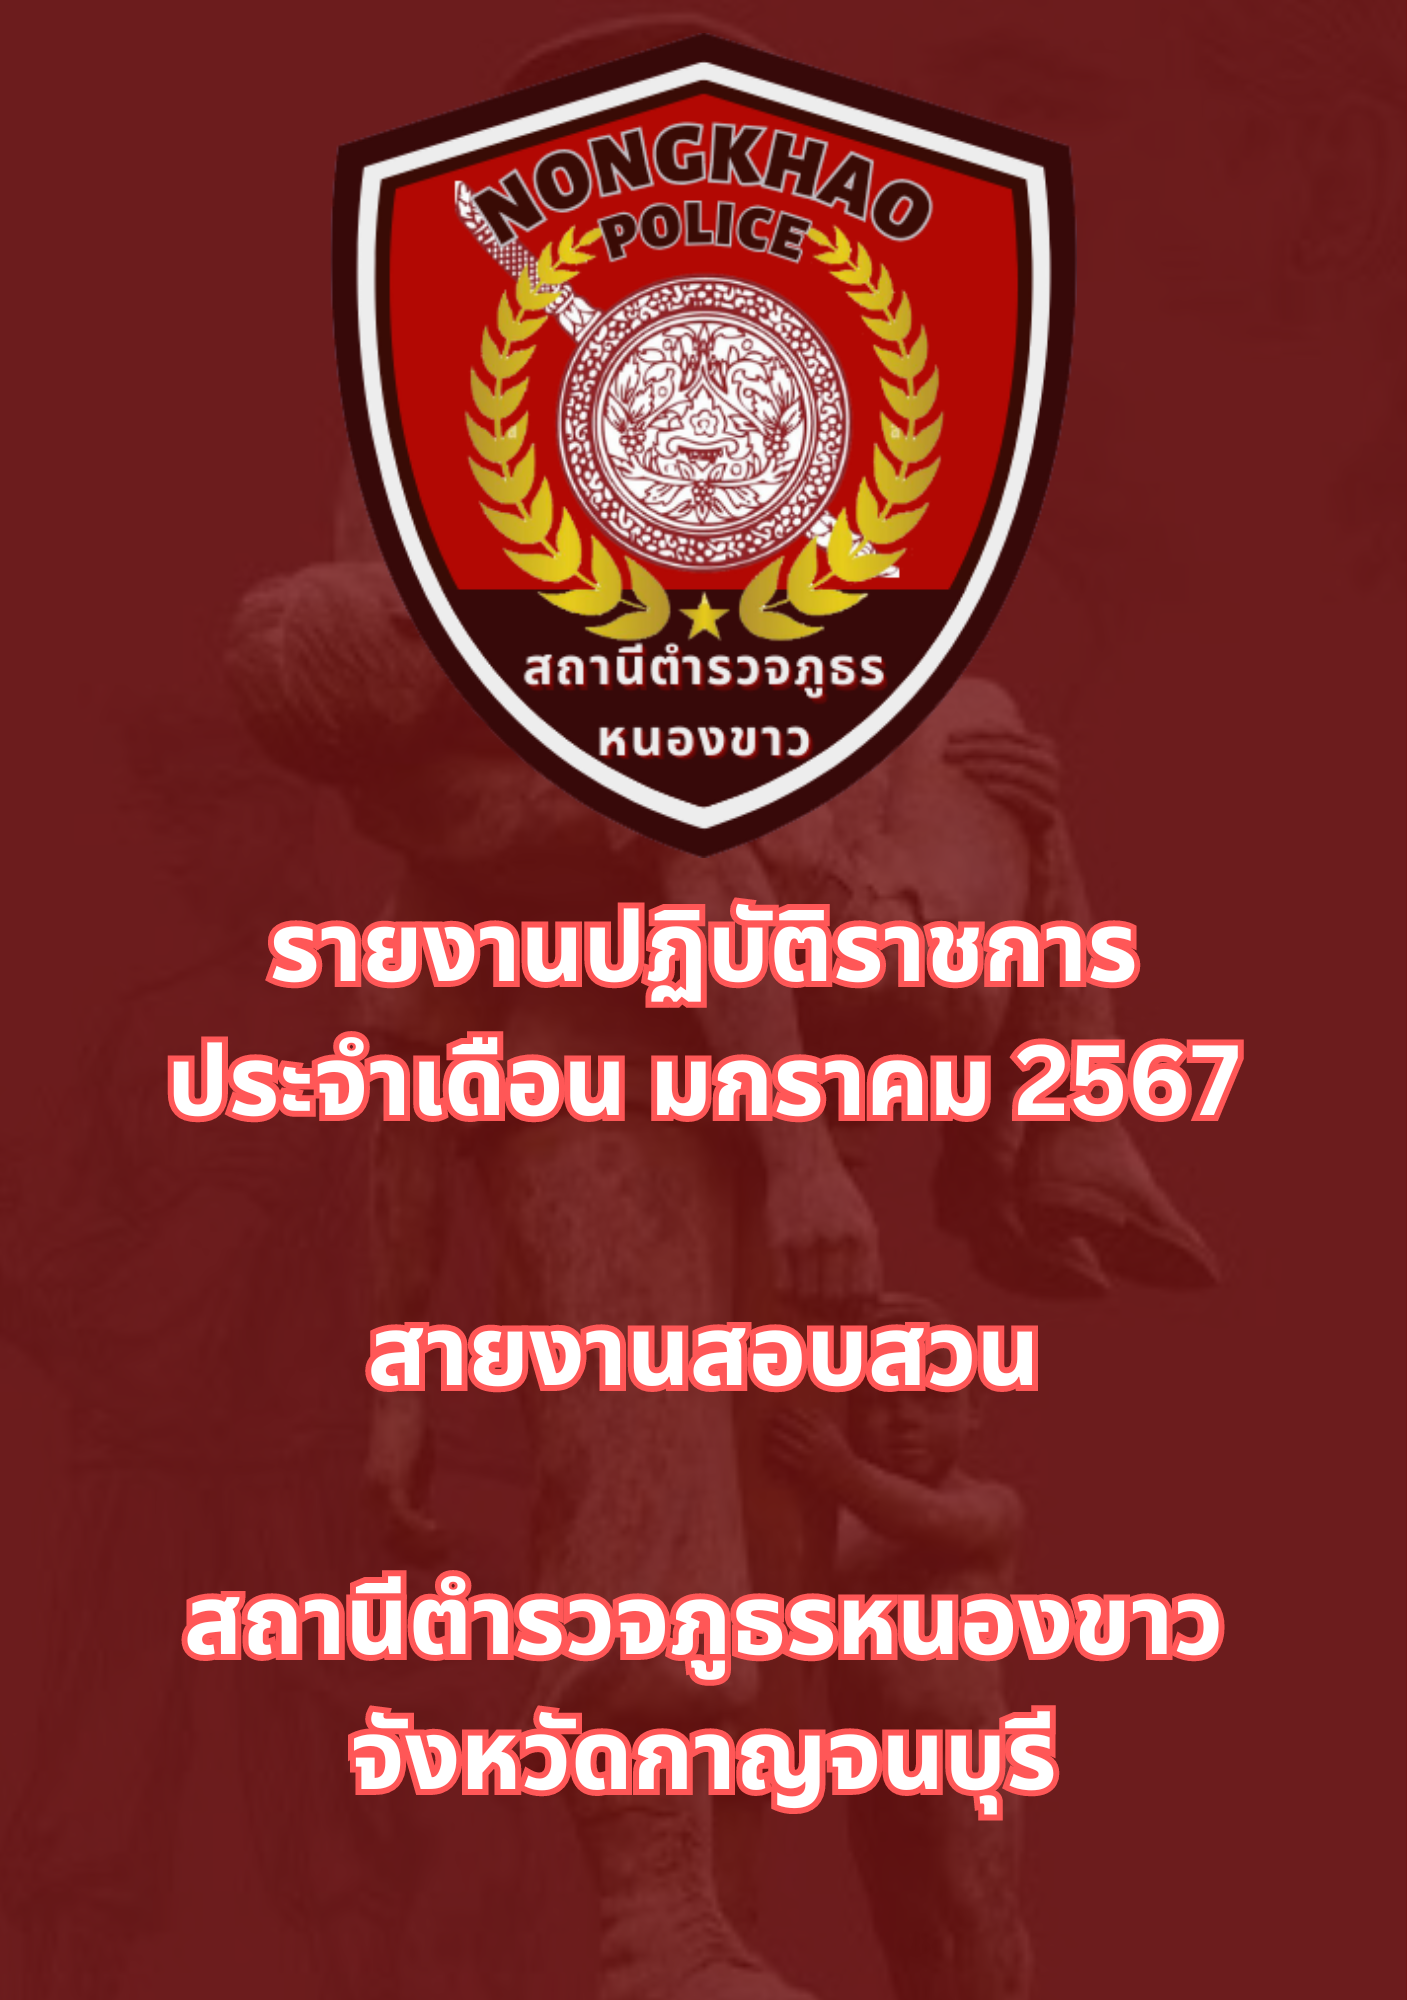 NONGKHAO
POLICE
สถานีตำรวจภูธร
หนองขาว
รายงานปฏิบัติราชการ
ประจำเดือน มกราคม 2567
สายงานสอบสวน
สถานีตำรวจภูธรหนองขาว
จังหวัดกาญจนบุรี